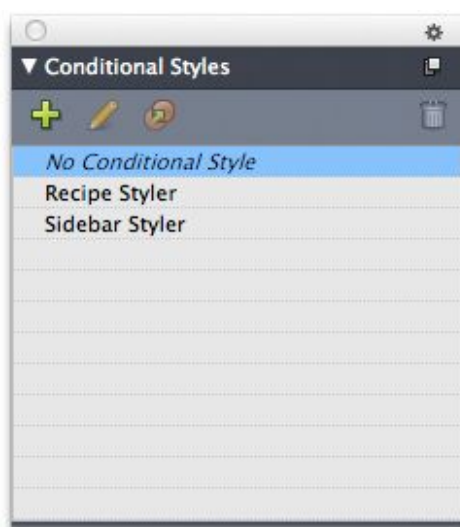 Conditional Styles
No Conditional Style
Recipe Styler
Sidebar Styler